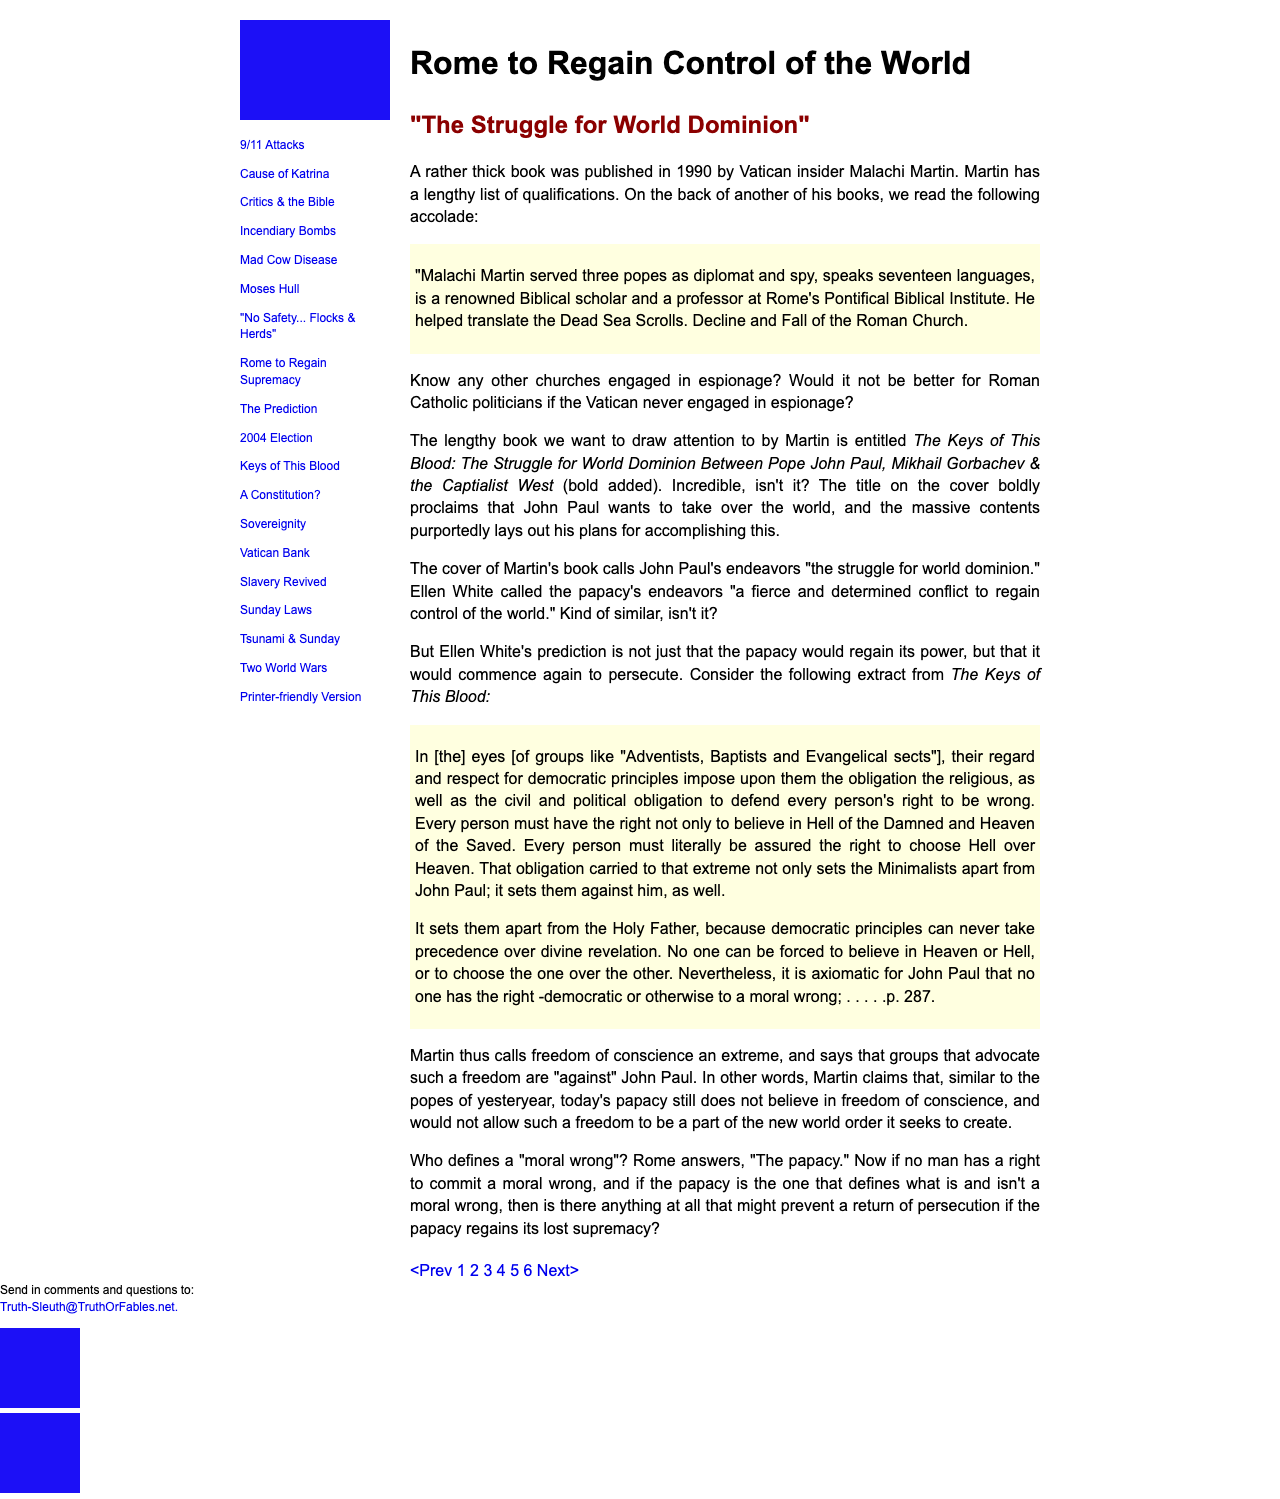 9/11 Attacks
Cause of Katrina
Critics & the Bible
Incendiary Bombs
Mad Cow Disease
Moses Hull
"No Safety... Flocks &
Herds"
Rome to Regain
Supremacy
The Prediction
2004 Election
Keys of This Blood
A Constitution?
Sovereignity
Vatican Bank
Slavery Revived
Sunday Laws
Tsunami & Sunday
Two World Wars
Printer-friendly Version
Rome to Regain Control of the World
"The Struggle for World Dominion"
A rather thick book was published in 1990 by Vatican insider Malachi Martin. Martin has
a lengthy list of qualifications. On the back of another of his books, we read the following
accolade:
"Malachi Martin served three popes as diplomat and spy, speaks seventeen languages,
is a renowned Biblical scholar and a professor at Rome's Pontifical Biblical Institute. He
helped translate the Dead Sea Scrolls. Decline and Fall of the Roman Church.
Know any other churches engaged in espionage? Would it not be better for Roman
Catholic politicians if the Vatican never engaged in espionage?
The lengthy book we want to draw attention to by Martin is entitled The Keys of This
Blood: The Struggle for World Dominion Between Pope John Paul, Mikhail Gorbachev &
the Captialist West (bold added). Incredible, isn't it? The title on the cover boldly
proclaims that John Paul wants to take over the world, and the massive contents
purportedly lays out his plans for accomplishing this.
The cover of Martin's book calls John Paul's endeavors "the struggle for world dominion."
Ellen White called the papacy's endeavors "a fierce and determined conflict to regain
control of the world." Kind of similar, isn't it?
But Ellen White's prediction is not just that the papacy would regain its power, but that it
would commence again to persecute. Consider the following extract from The Keys of
This Blood:
In [the] eyes [of groups like "Adventists, Baptists and Evangelical sects"], their regard
and respect for democratic principles impose upon them the obligation the religious, as
well as the civil and political obligation to defend every person's right to be wrong.
Every person must have the right not only to believe in Hell of the Damned and Heaven
of the Saved. Every person must literally be assured the right to choose Hell over
Heaven. That obligation carried to that extreme not only sets the Minimalists apart from
John Paul; it sets them against him, as well.
It sets them apart from the Holy Father, because democratic principles can never take
precedence over divine revelation. No one can be forced to believe in Heaven or Hell,
or to choose the one over the other. Nevertheless, it is axiomatic for John Paul that no
one has the right -democratic or otherwise to a moral wrong; . . . . .p. 287.
Martin thus calls freedom of conscience an extreme, and says that groups that advocate
such a freedom are "against" John Paul. In other words, Martin claims that, similar to the
popes of yesteryear, today's papacy still does not believe in freedom of conscience, and
would not allow such a freedom to be a part of the new world order it seeks to create.
Who defines a "moral wrong"? Rome answers, "The papacy." Now if no man has a right
to commit a moral wrong, and if the papacy is the one that defines what is and isn't a
moral wrong, then is there anything at all that might prevent a return of persecution if the
papacy regains its lost supremacy?
<Prev 1 2 3 4 5 6 Next>
Send in comments and questions to:
Truth-Sleuth@TruthOrFables.net.